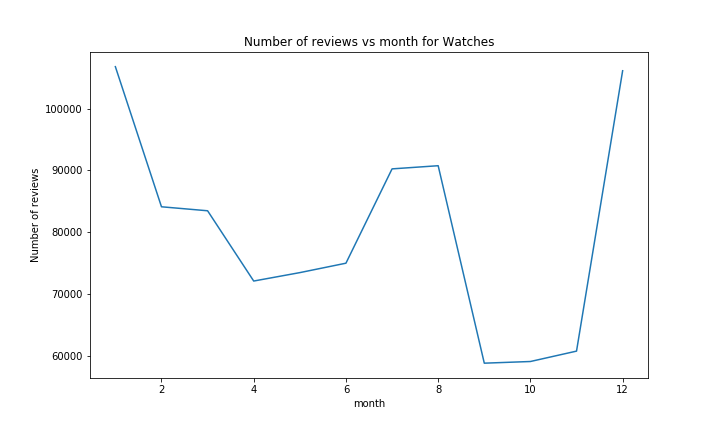 Number of reviews vs month for Watches
100000
90000
80000
70000
60000
Number of reviews
2 4 6 8 10 12
month